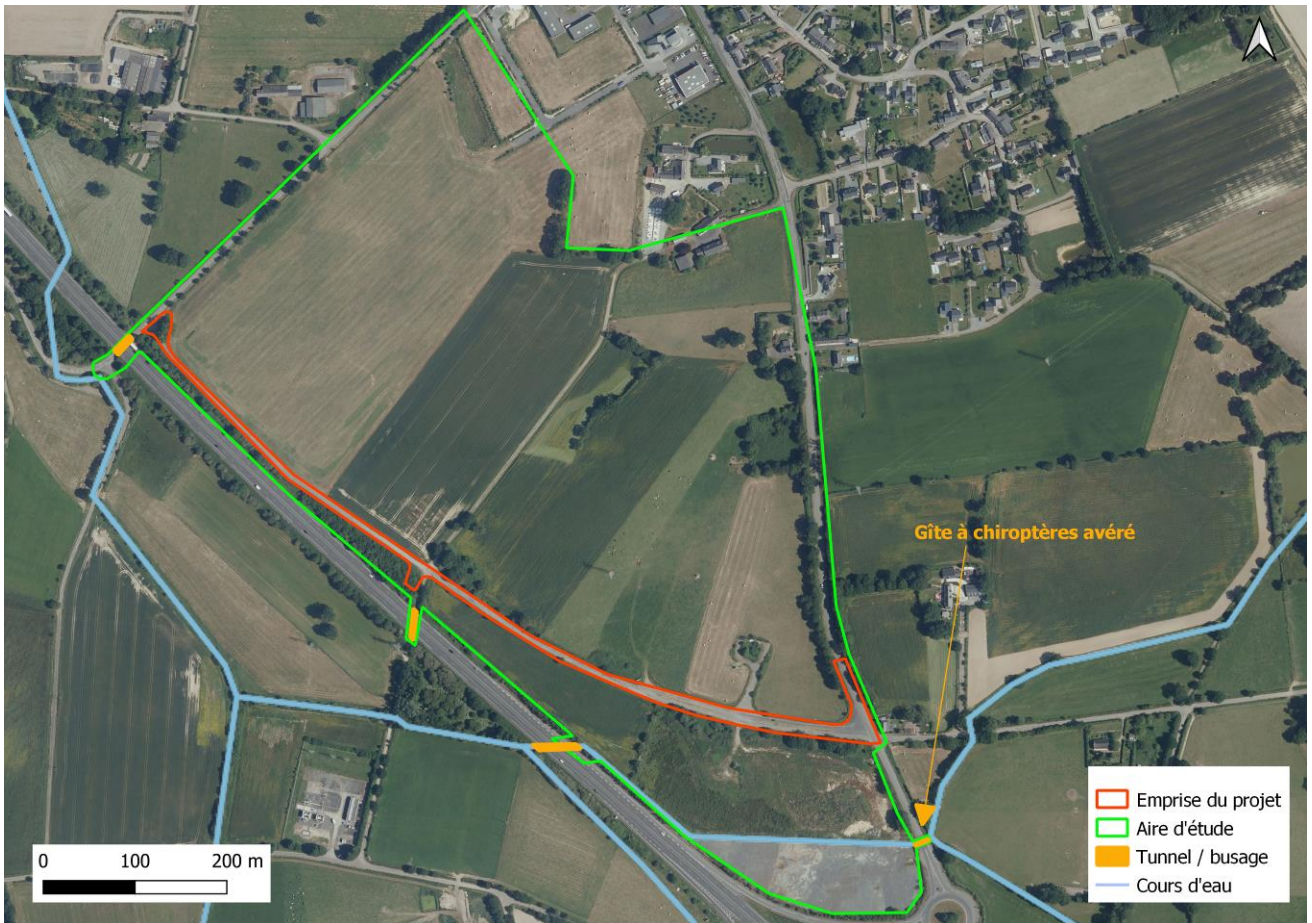 Gîte à chiroptères avéré
Emprise du projet
Aire d'étude
Tunnel / busage
Cours d'eau
0 100 200 m